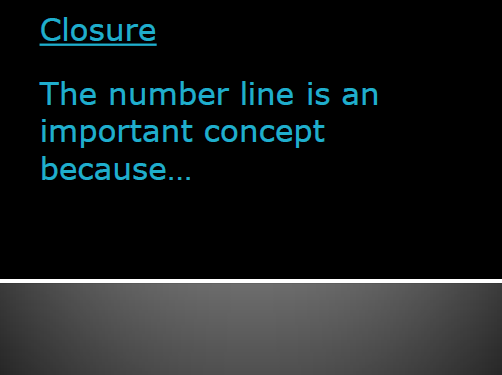 Closure
The number line is an
important concept
because...